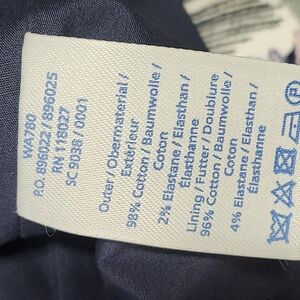 WA780
P.O. 896022 / 896025
RN 118027
SC 9038 / 0001
Outer / Obermaterial /
Extérieur
98% Cotton / Baumwolle /
Coton
2% Elastane / Elasthan /
Élasthanne
Lining / Futter / Doublure
96% Cotton / Baumwolle /
Coton
4% Elastane / Elasthan /
Élasthanne